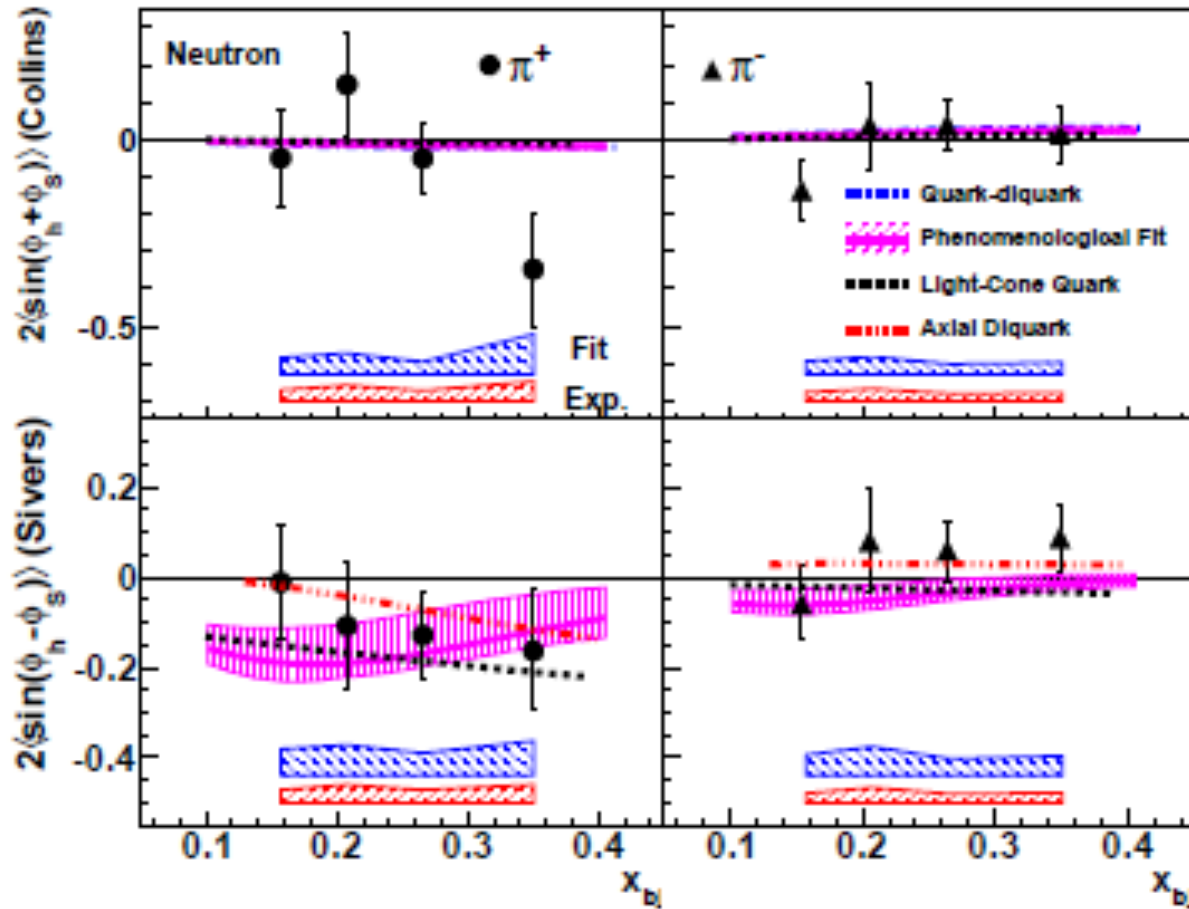 2⟨sin(ϕh+ϕS)⟩ (Collins)
Neutron
π+
π-
0
-0.5
Quark-diquark
Phenomenological Fit
Light-Cone Quark
Axial Diquark
Fit
Exp.
2⟨sin(ϕh-ϕS)⟩ (Sivers)
0.2
0
-0.2
-0.4
0.1 0.2 0.3 0.4 0.1 0.2 0.3 0.4
xbj xbj